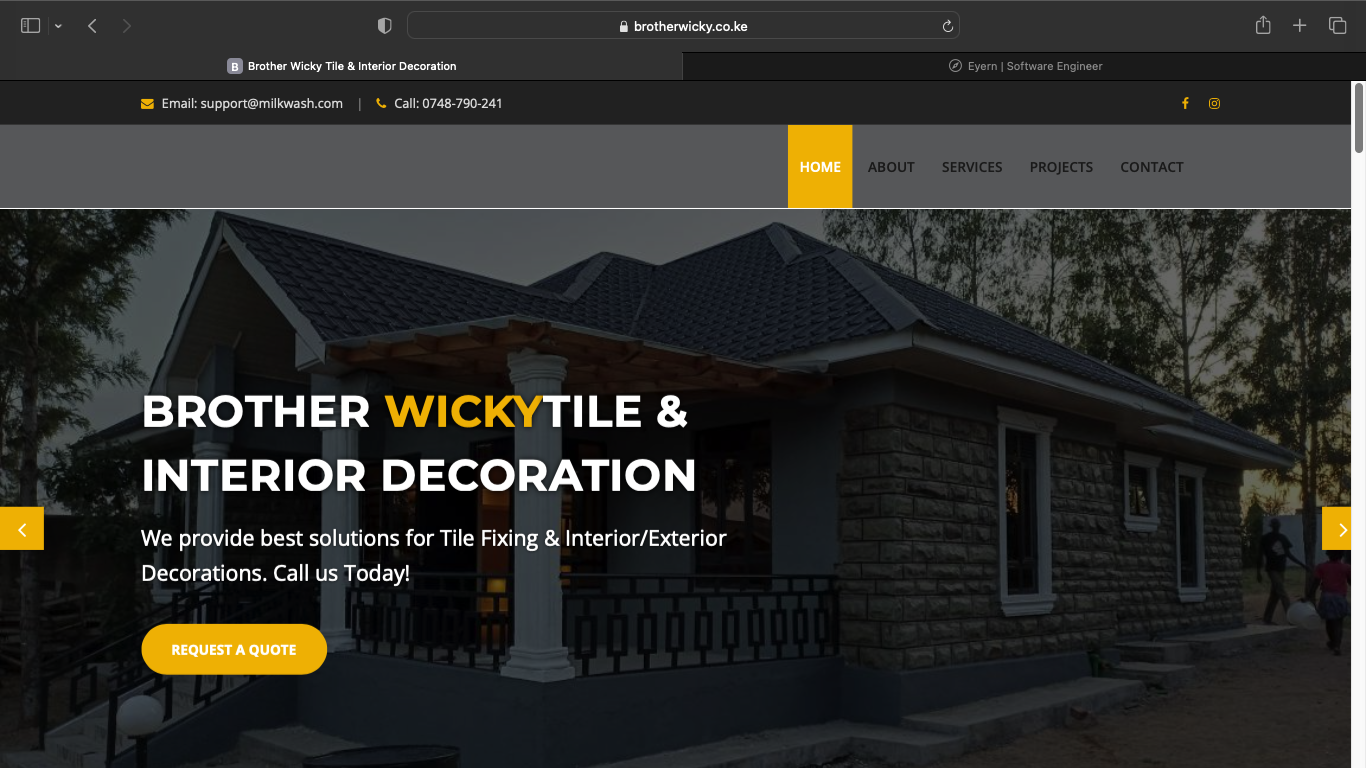 brotherwicky.co.ke
B Brother Wicky Tile & Interior Decoration
Eyern | Software Engineer
Email: support@milkwash.com | Call: 0748-790-241
HOME ABOUT SERVICES PROJECTS CONTACT
BROTHER WICKYTILE &
INTERIOR DECORATION
We provide best solutions for Tile Fixing & Interior/Exterior
Decorations. Call us Today!
REQUEST A QUOTE